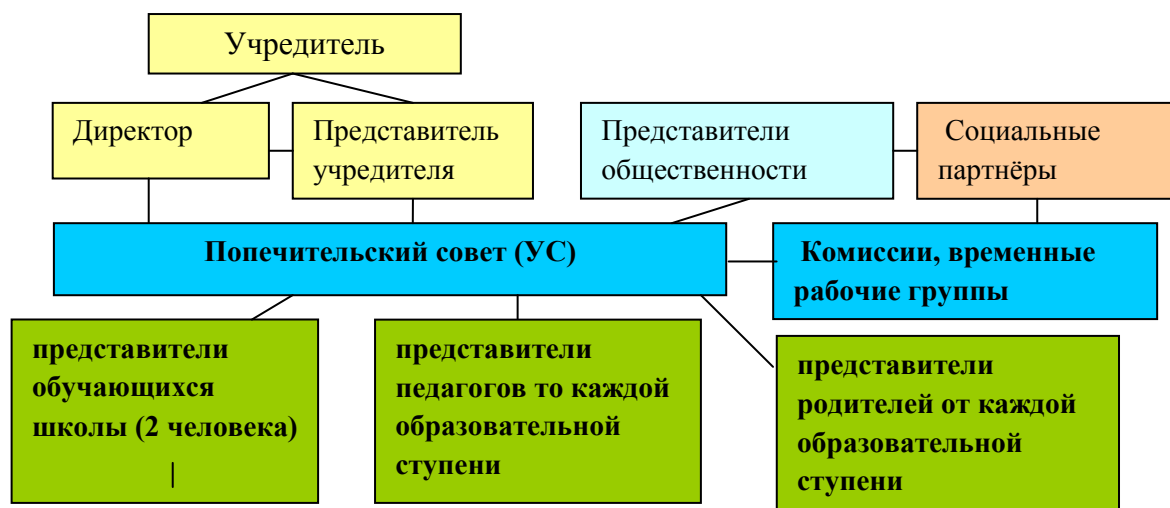 Учредитель
Директор
Представитель
учредителя
Представители
общественности
Социальные
партнёры
Попечительский совет (УС)
Комиссии, временные
рабочие группы
представители
обучающихся
школы (2 человека)
|
представители
педагогов то каждой
образовательной
ступени
представители
родителей от каждой
образовательной
ступени